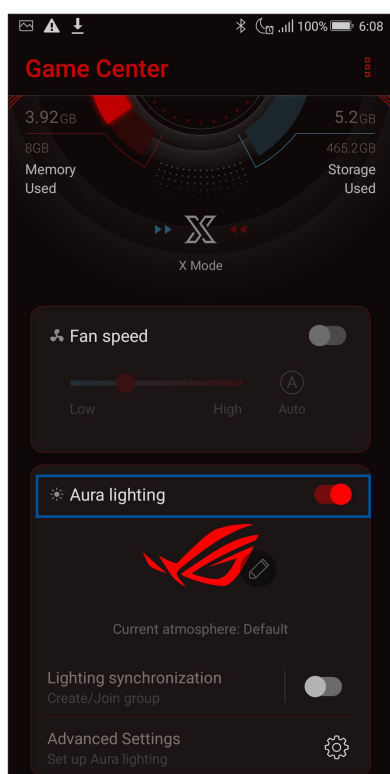 100% 6:08
Game Center
3.92GB 5.2GB
8GB 465.2GB
Memory Storage
Used Used
X Mode
Fan speed
A
Low High Auto
Aura lighting
Current atmosphere: Default
Lighting synchronization
Create/Join group
Advanced Settings
Set up Aura lighting